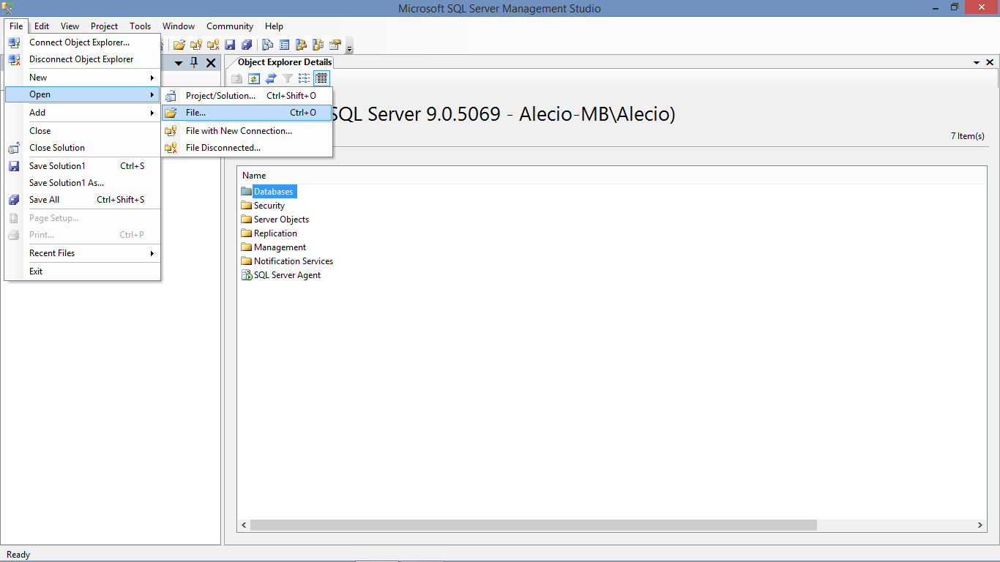 Microsoft SQL Server Management Studio
File Edit View Project Tools Window Community Help
Connect Object Explorer...
Disconnect Object Explorer
New
Open
Add
Close
Close Solution
Save Solution1 Ctrl+S
Save Solution1 As...
Save All Ctrl+Shift+S
Page Setup...
Print... Ctrl+P
Recent Files
Exit
Project/Solution... Ctrl+Shift+O
File... Ctrl+O
File with New Connection...
File Disconnected...
Object Explorer Details
SQL Server 9.0.5069 - Alecio-MB\Alecio)
7 Item(s)
Name
Databases
Security
Server Objects
Replication
Management
Notification Services
SQL Server Agent
Ready